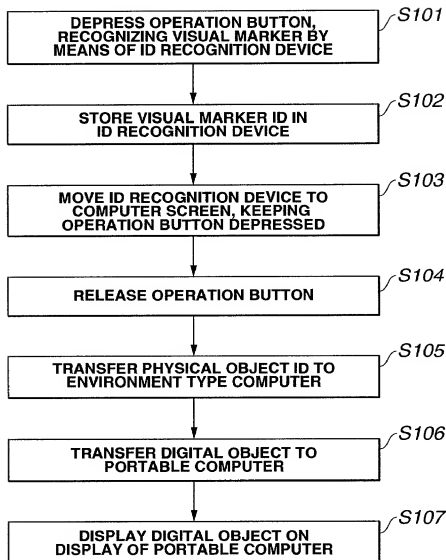 S101
DEPRESS OPERATION BUTTON,
RECOGNIZING VISUAL MARKER BY
MEANS OF ID RECOGNITION DEVICE
S102
STORE VISUAL MARKER ID IN
ID RECOGNITION DEVICE
S103
MOVE ID RECOGNITION DEVICE TO
COMPUTER SCREEN, KEEPING
OPERATION BUTTON DEPRESSED
S104
RELEASE OPERATION BUTTON
S105
TRANSFER PHYSICAL OBJECT ID TO
ENVIRONMENT TYPE COMPUTER
S106
TRANSFER DIGITAL OBJECT TO
PORTABLE COMPUTER
S107
DISPLAY DIGITAL OBJECT ON
DISPLAY OF PORTABLE COMPUTER